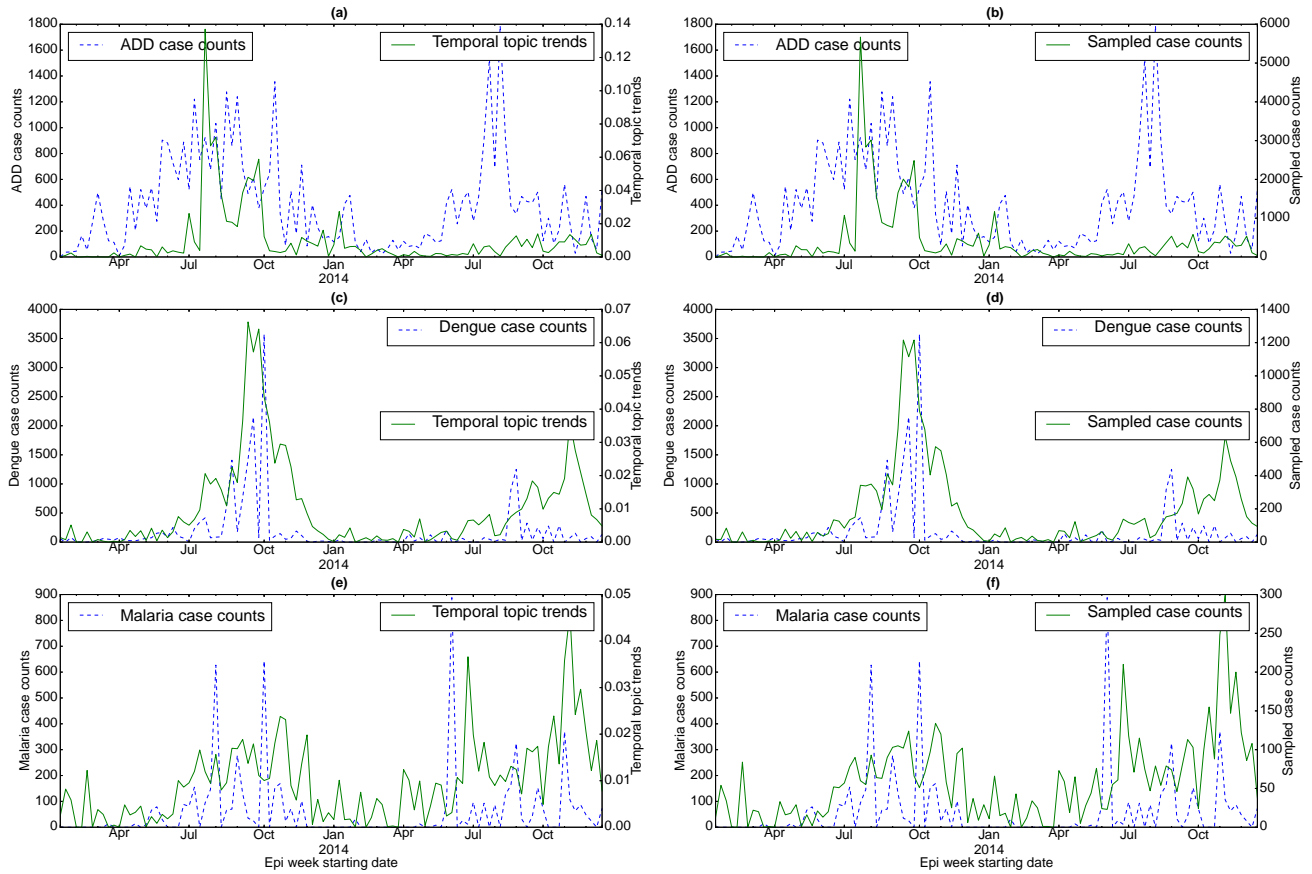 (a)
1800
1600
1400
1200
1000
800
600
400
200
0
ADD case counts
ADD case counts
Temporal topic trends
0.14
0.12
0.10
0.08
0.06
0.04
0.02
0.00
Temporal topic trends
Apr
Jul
Oct
Jan
2014
Apr
Jul
Oct
(b)
1800
1600
1400
1200
1000
800
600
400
200
0
ADD case counts
ADD case counts
Sampled case counts
6000
5000
4000
3000
2000
1000
0
Sampled case counts
Apr
Jul
Oct
Jan
2014
Apr
Jul
Oct
(c)
4000
3500
3000
2500
2000
1500
1000
500
0
Dengue case counts
Dengue case counts
Temporal topic trends
0.07
0.06
0.05
0.04
0.03
0.02
0.01
0.00
Temporal topic trends
Apr
Jul
Oct
Jan
2014
Apr
Jul
Oct
(d)
4000
3500
3000
2500
2000
1500
1000
500
0
Dengue case counts
Dengue case counts
Sampled case counts
1400
1200
1000
800
600
400
200
0
Sampled case counts
Apr
Jul
Oct
Jan
2014
Apr
Jul
Oct
(e)
900
800
700
600
500
400
300
200
100
0
Malaria case counts
Malaria case counts
Temporal topic trends
0.05
0.04
0.03
0.02
0.01
0.00
Temporal topic trends
Apr
Jul
Oct
Jan
2014
Apr
Jul
Oct
Epi week starting date
(f)
900
800
700
600
500
400
300
200
100
0
Malaria case counts
Malaria case counts
Sampled case counts
300
250
200
150
100
50
0
Sampled case counts
Apr
Jul
Oct
Jan
2014
Apr
Jul
Oct
Epi week starting date